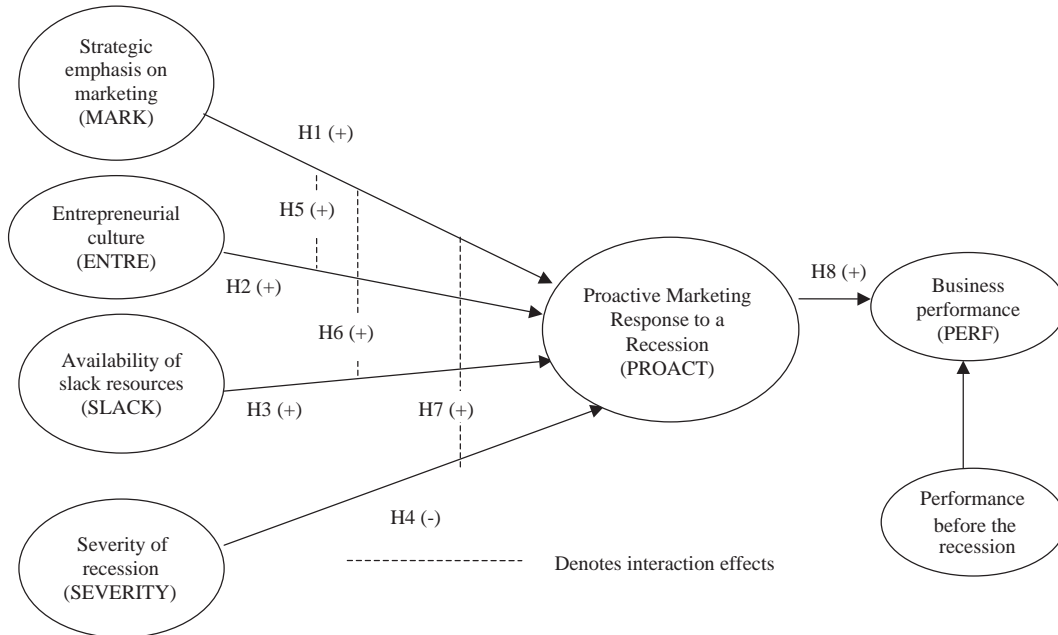 Strategic
emphasis on
marketing
(MARK)
H1 (+)
H5 (+)
Entrepreneurial
culture
(ENTRE)
H2 (+)
H6 (+)
Availability of
slack resources
(SLACK)
H3 (+)
H7 (+)
Severity of
recession
(SEVERITY)
H4 (-)
Proactive Marketing
Response to a
Recession
(PROACT)
H8 (+)
Business
performance
(PERF)
Performance
before the
recession
Denotes interaction effects